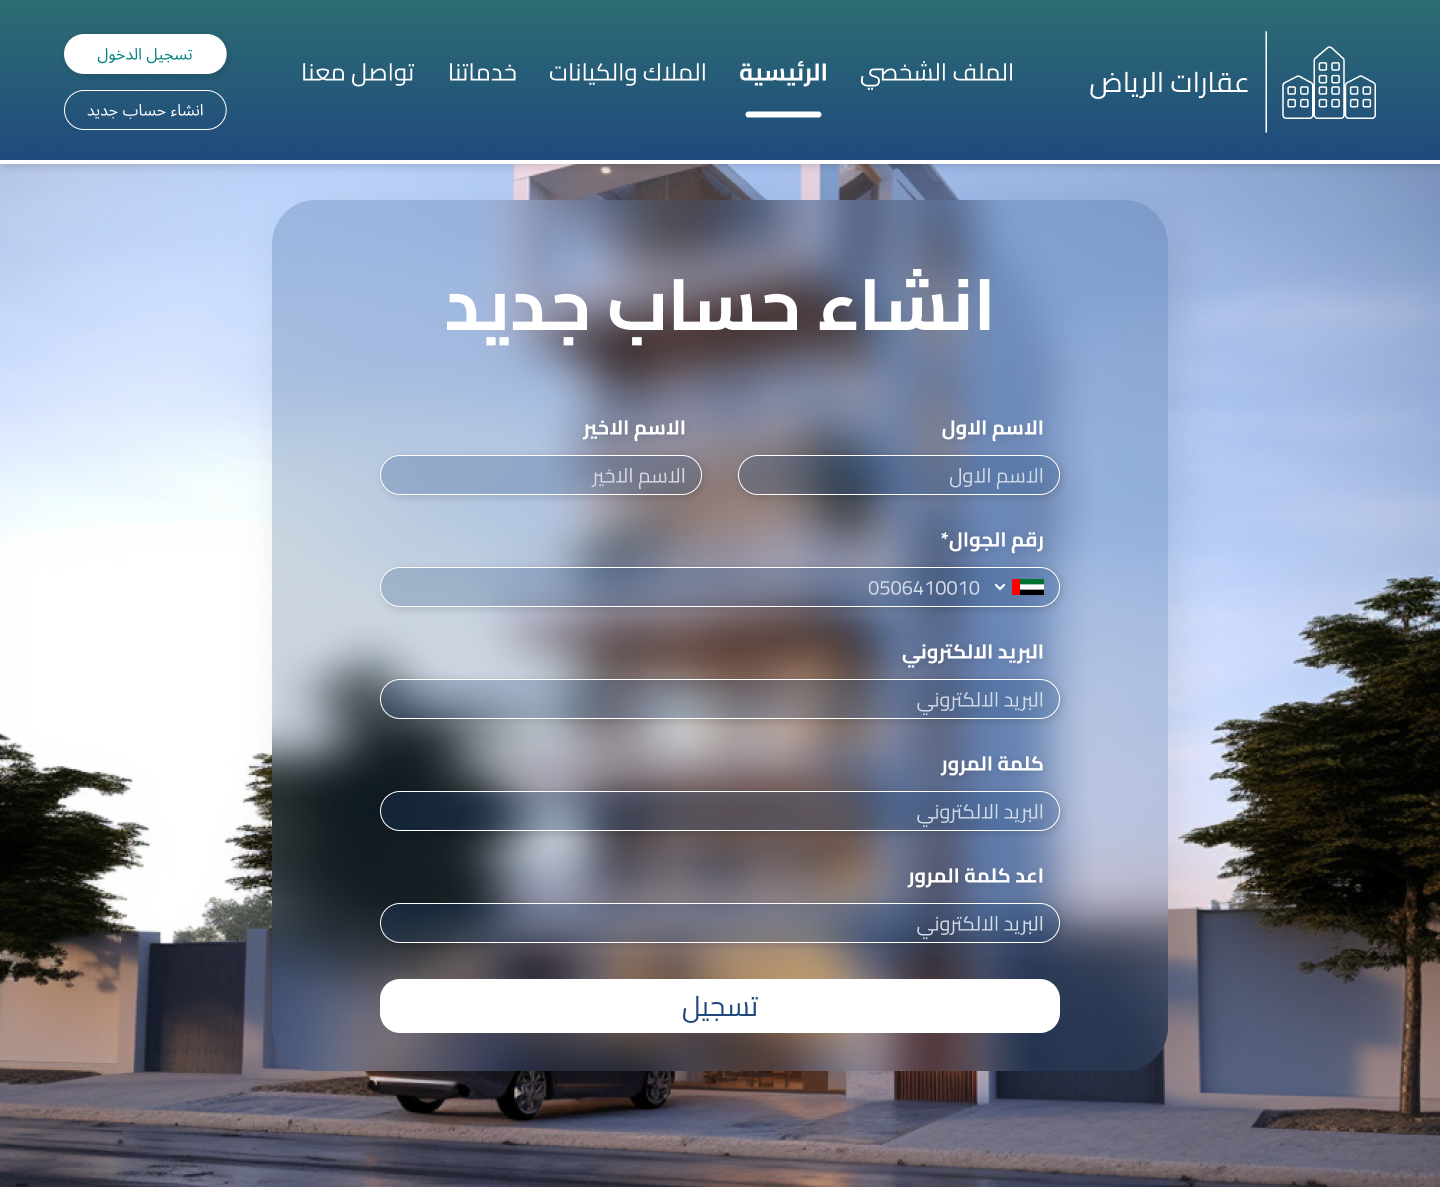 عقارات الرياض
الملف الشخصي
الرئيسية
الملاك والكيانات
خدماتنا
تواصل معنا
تسجيل الدخول
انشاء حساب جديد
انشاء حساب جديد
الاسم الاول
الاسم الاخير
الاسم الاول
الاسم الاخير
رقم الجوال*
0506410010
البريد الالكتروني
البريد الالكتروني
كلمة المرور
البريد الالكتروني
اعد كلمة المرور
البريد الالكتروني
تسجيل